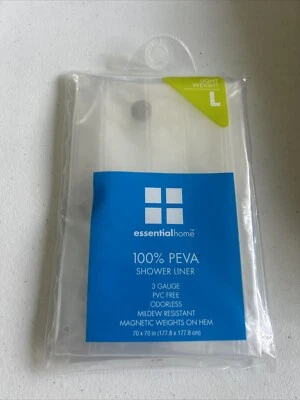 LIGHT
WEIGHT
L
essentialhome™
100% PEVA
SHOWER LINER
3 GAUGE
PVC FREE
ODORLESS
MILDEW RESISTANT
MAGNETIC WEIGHTS ON HEM
70 x 70 in (177.8 x 177.8 cm)